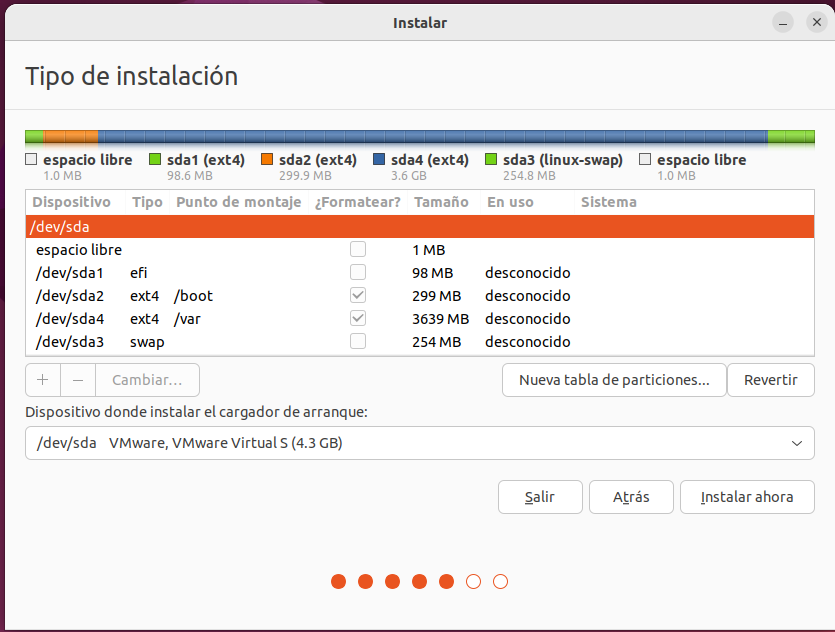 Instalar
Tipo de instalación
espacio libre sda1 (ext4) sda2 (ext4) sda4 (ext4) sda3 (linux-swap) espacio libre
1.0 MB 98.6 MB 299.9 MB 3.6 GB 254.8 MB 1.0 MB
Dispositivo Tipo Punto de montaje ¿Formatear? Tamaño En uso Sistema
/dev/sda
espacio libre 1 MB
/dev/sda1 efi 98 MB desconocido
/dev/sda2 ext4 /boot 299 MB desconocido
/dev/sda4 ext4 /var 3639 MB desconocido
/dev/sda3 swap 254 MB desconocido
+ − Cambiar... Nueva tabla de particiones... Revertir
Dispositivo donde instalar el cargador de arranque:
/dev/sda VMware, VMware Virtual S (4.3 GB)
Salir Atrás Instalar ahora